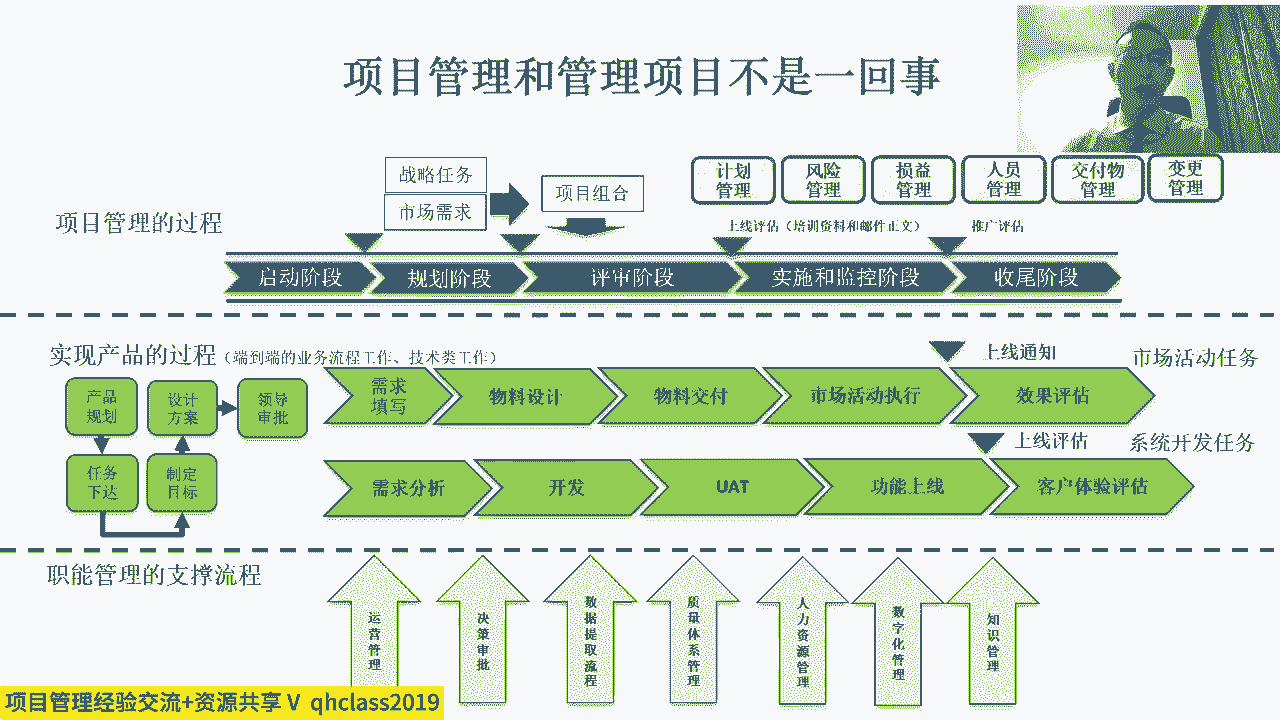 项目管理和管理项目不是一回事
战略任务
市场需求
项目组合
计划
管理
风险
管理
损益
管理
人员
管理
交付物
管理
变更
管理
项目管理的过程
上线评估（培训资料和邮件正文）
推广评估
启动阶段
规划阶段
评审阶段
实施和监控阶段
收尾阶段
实现产品的过程（端到端的业务流程工作、技术类工作）
上线通知
市场活动任务
产品
规划
设计
方案
领导
审批
任务
下达
制定
目标
需求
填写
物料设计
物料交付
市场活动执行
效果评估
上线评估
系统开发任务
需求分析
开发
UAT
功能上线
客户体验评估
职能管理的支撑流程
运营管理
决策审批
数据提取流程
质量体系管理
人力资源管理
数字化管理
知识管理
项目管理经验交流+资源共享 V qhclass2019